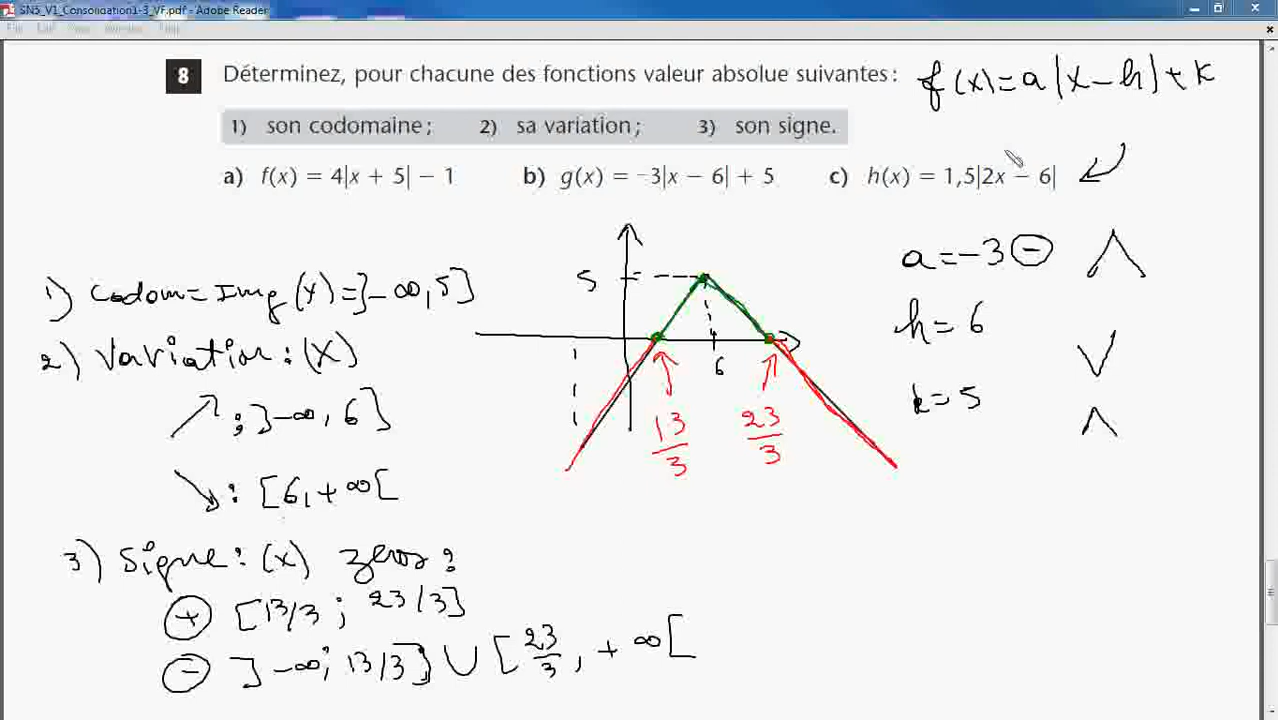 SN5_V1_Consolidation1-3_VF.pdf - Adobe Reader
8 Déterminez, pour chacune des fonctions valeur absolue suivantes :
f(x)=a|x-h|+k
1) son codomaine ; 2) sa variation ; 3) son signe.
a) f(x) = 4|x + 5| − 1 b) g(x) = -3|x − 6| + 5 c) h(x) = 1,5|2x − 6|
a=-3 -
h=6
k=5
5
6
13/3
23/3
1) Codom=Img(x)=]-∞,5]
2) Variation:(x)
↗ ;]-∞,6]
↘ : [6,+∞[
3) Signe:(x) zeros:
+ [13/3 ; 23/3]
- ]-∞; 13/3] ∪ [23/3, +∞[